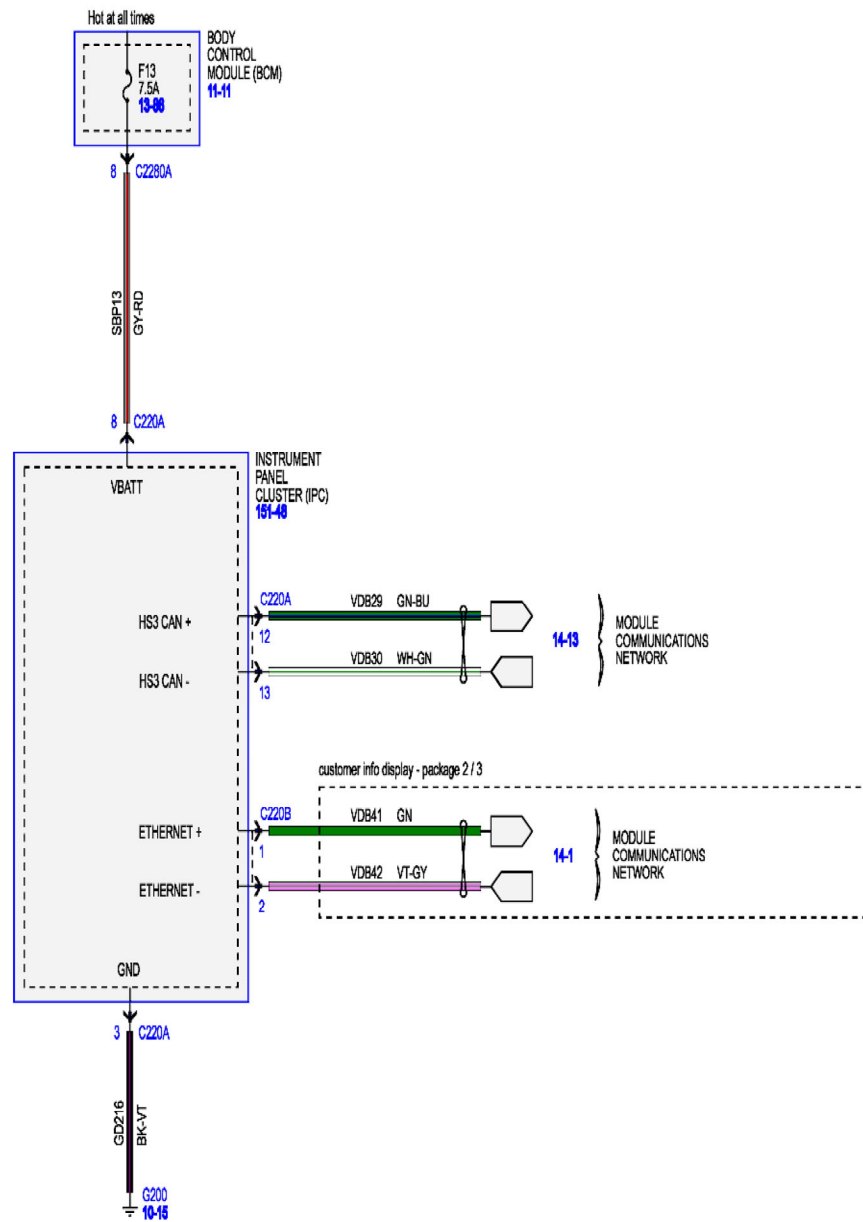 Hot at all times
BODY
CONTROL
MODULE (BCM)
11-11
F13
7.5A
13-86
8 C2280A
SBP13
GY-RD
8 C220A
INSTRUMENT
PANEL
CLUSTER (IPC)
151-48
VBATT
HS3 CAN +
C220A
12
VDB29 GN-BU
HS3 CAN -
13
VDB30 WH-GN
14-13
MODULE
COMMUNICATIONS
NETWORK
customer info display - package 2 / 3
ETHERNET +
C220B
1
VDB41 GN
ETHERNET -
2
VDB42 VT-GY
14-1
MODULE
COMMUNICATIONS
NETWORK
GND
3 C220A
GD216
BK-VT
G200
10-15